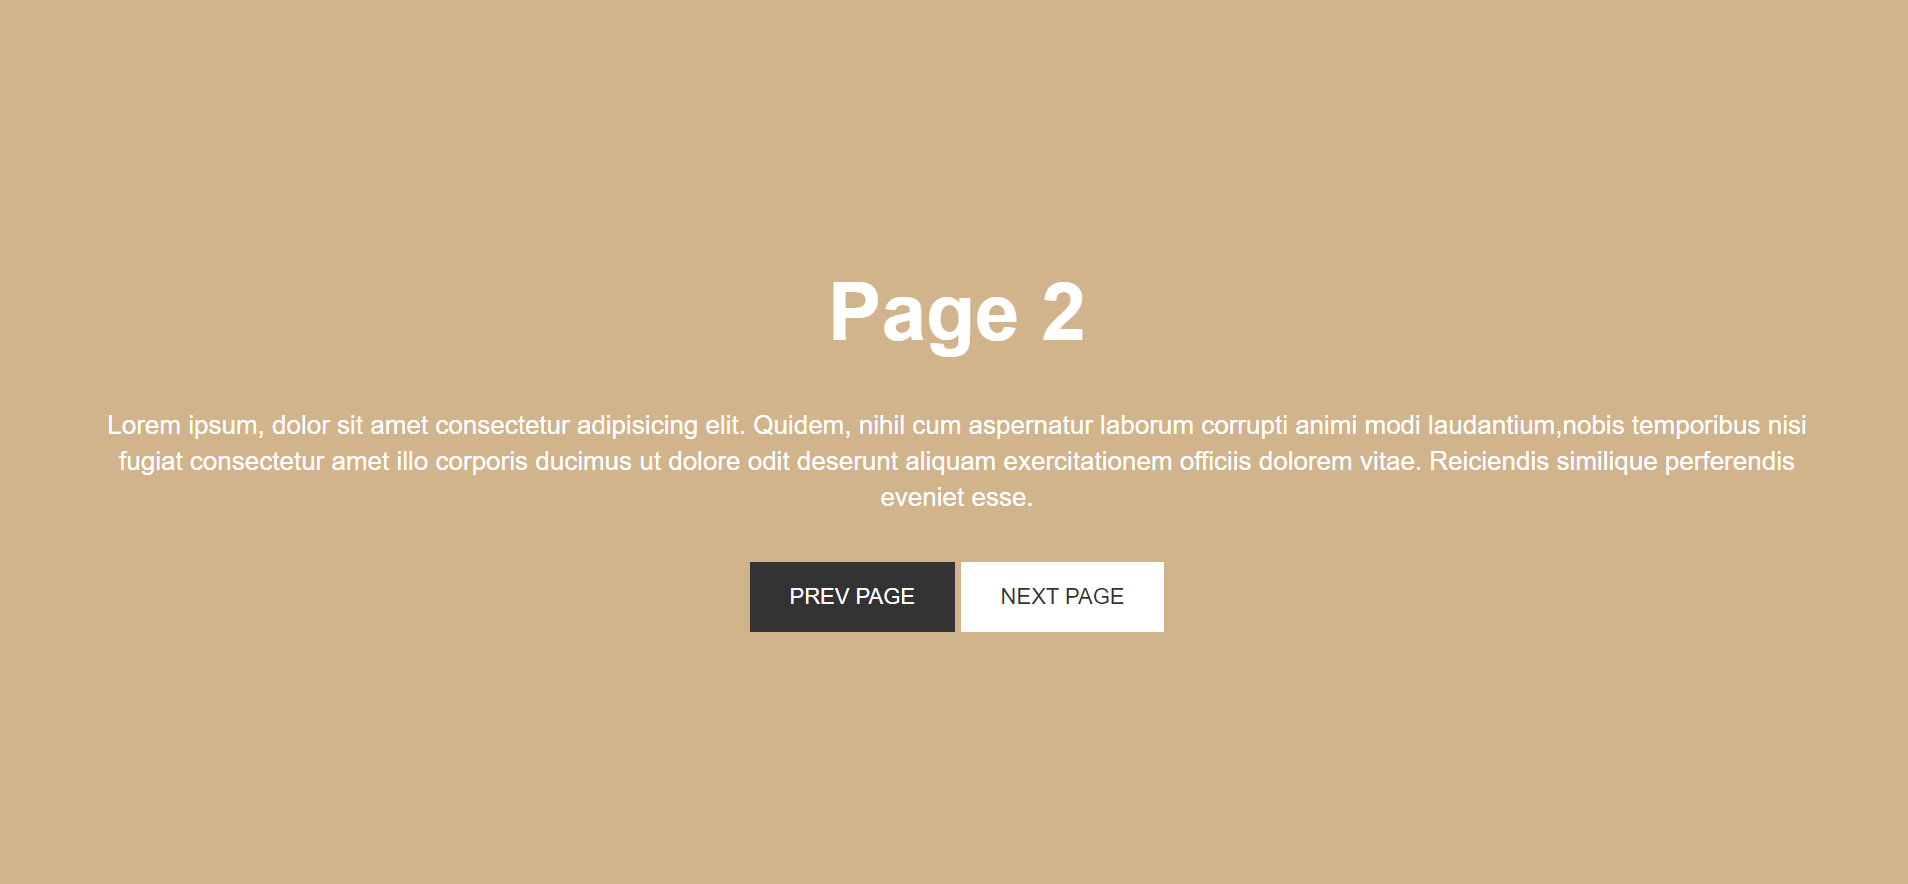 Page 2
Lorem ipsum, dolor sit amet consectetur adipisicing elit. Quidem, nihil cum aspernatur laborum corrupti animi modi laudantium,nobis temporibus nisi
fugiat consectetur amet illo corporis ducimus ut dolore odit deserunt aliquam exercitationem officiis dolorem vitae. Reiciendis similique perferendis
eveniet esse.
PREV PAGE NEXT PAGE